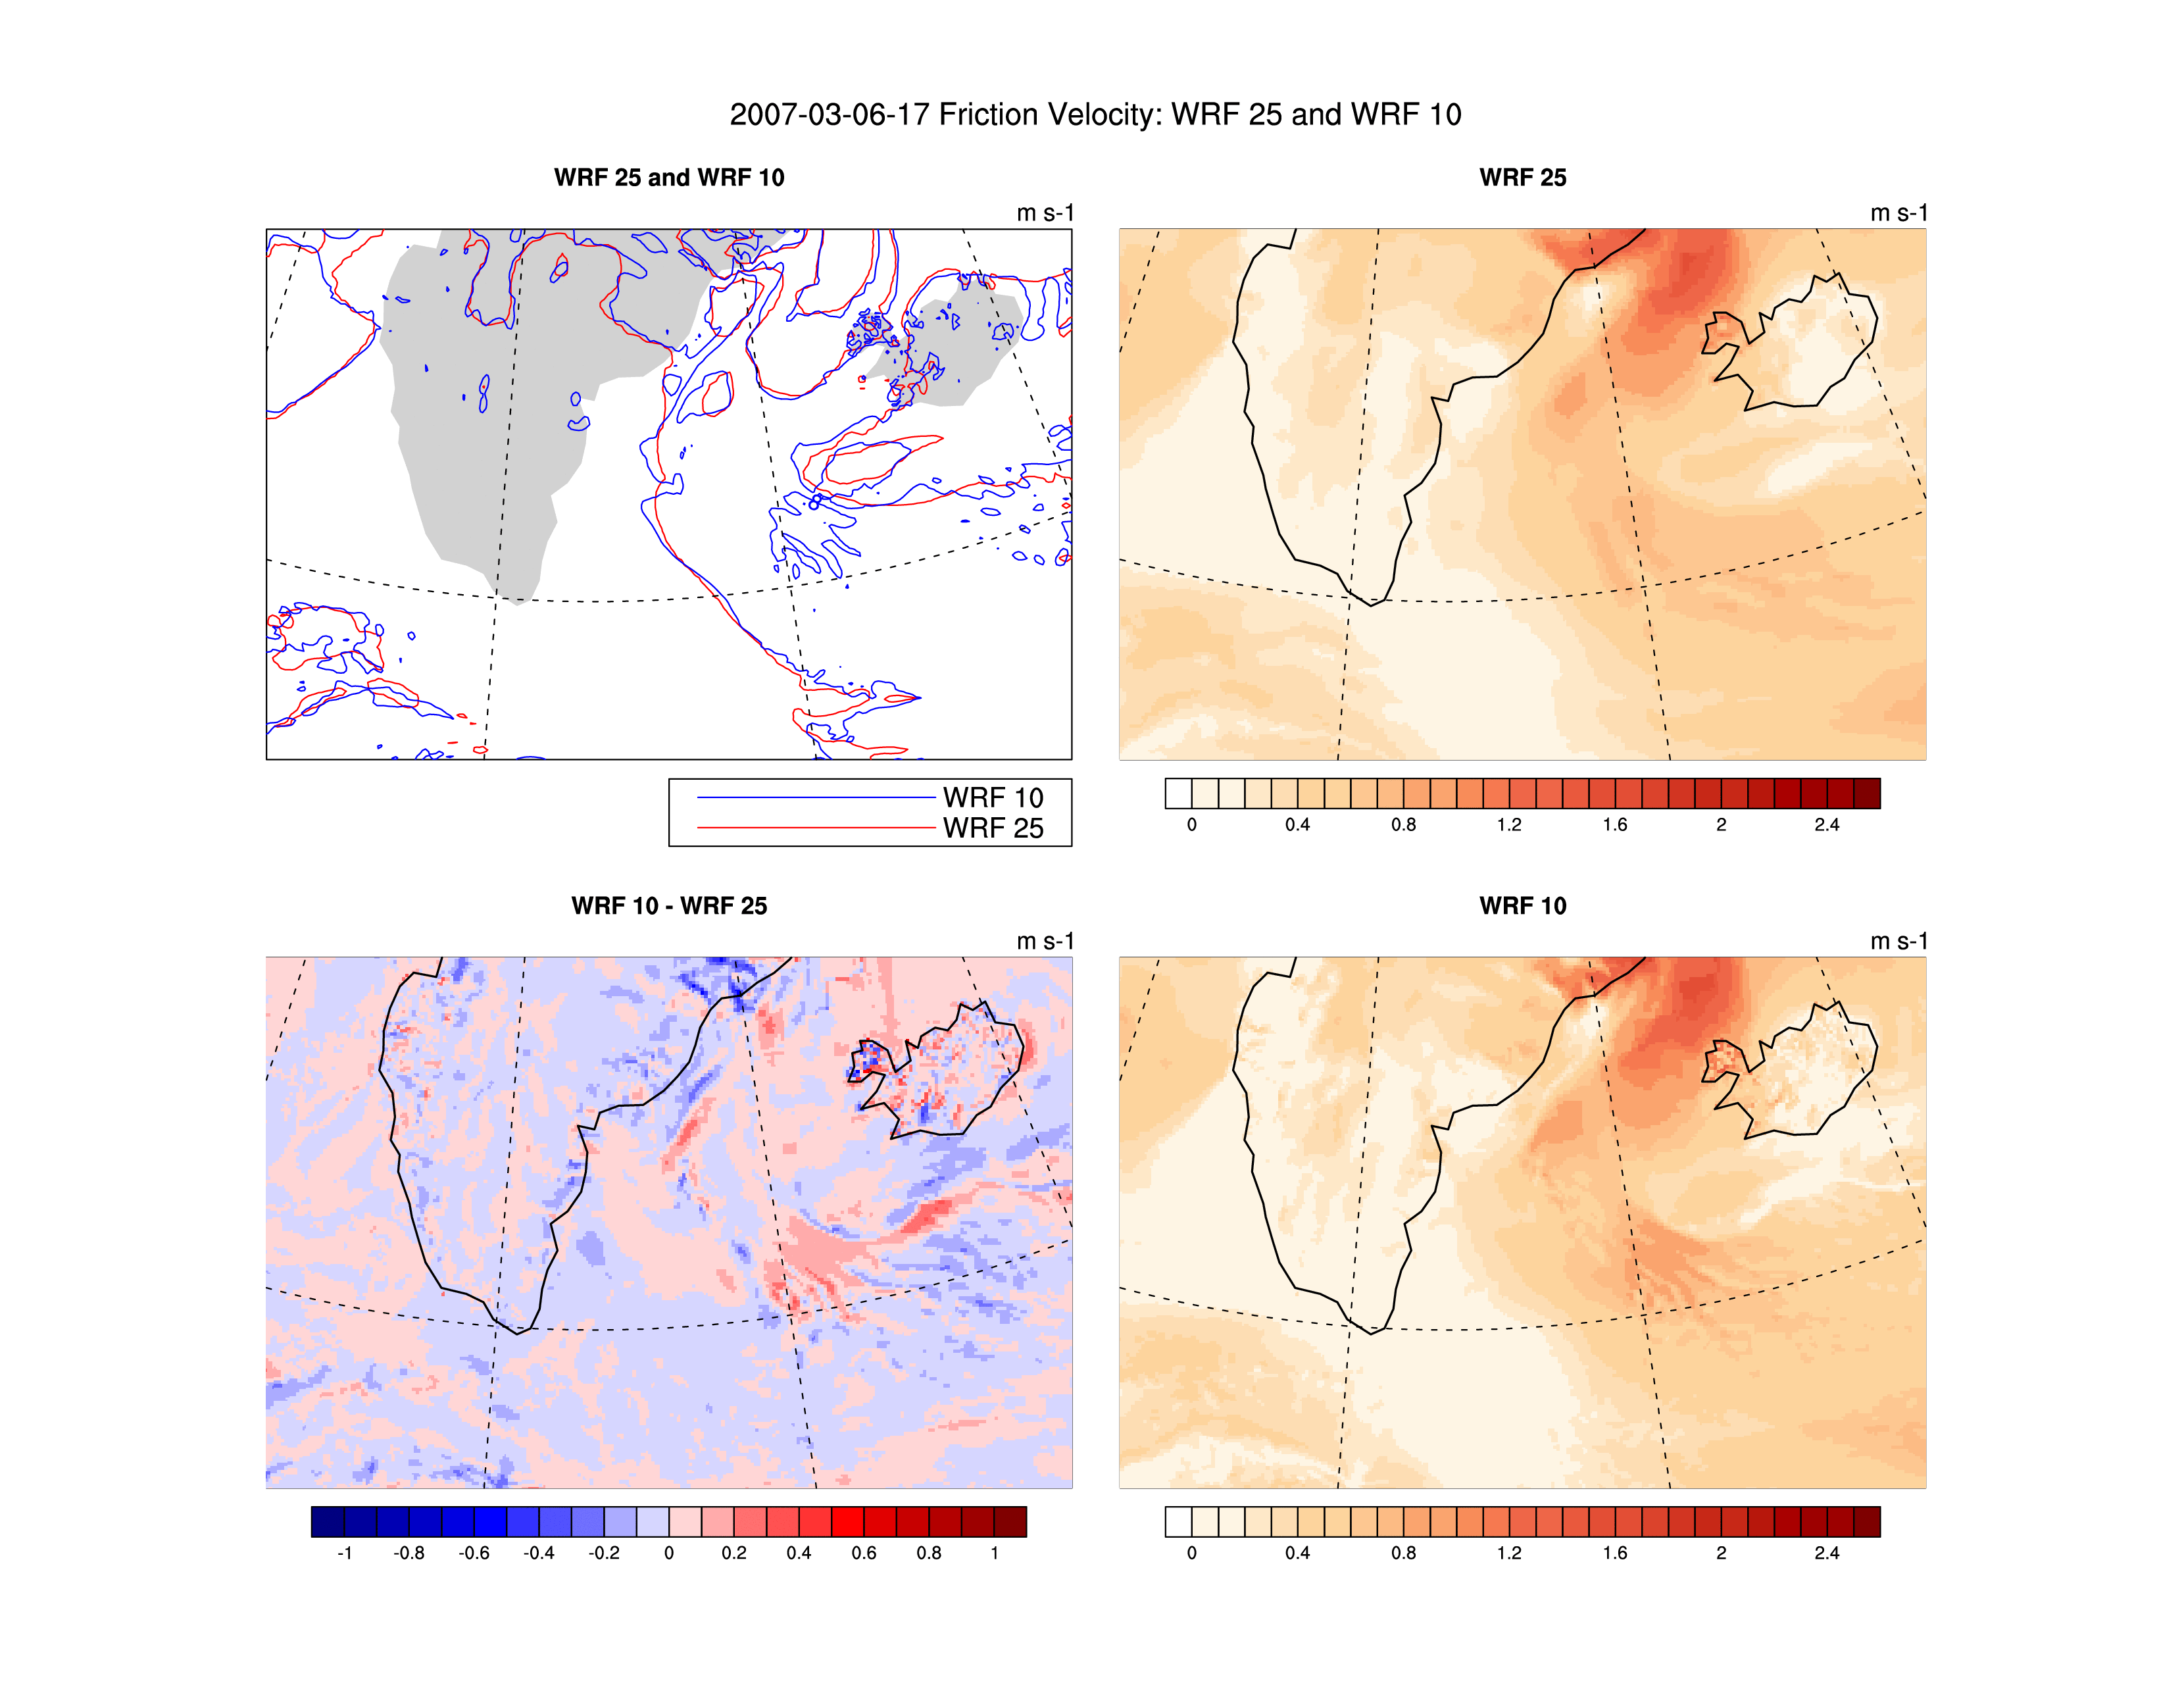 2007-03-06-17 Friction Velocity: WRF 25 and WRF 10
WRF 25 and WRF 10
m s-1
WRF 10
WRF 25
WRF 25
m s-1
0 0.4 0.8 1.2 1.6 2 2.4
WRF 10 - WRF 25
m s-1
-1 -0.8 -0.6 -0.4 -0.2 0 0.2 0.4 0.6 0.8 1
WRF 10
m s-1
0 0.4 0.8 1.2 1.6 2 2.4